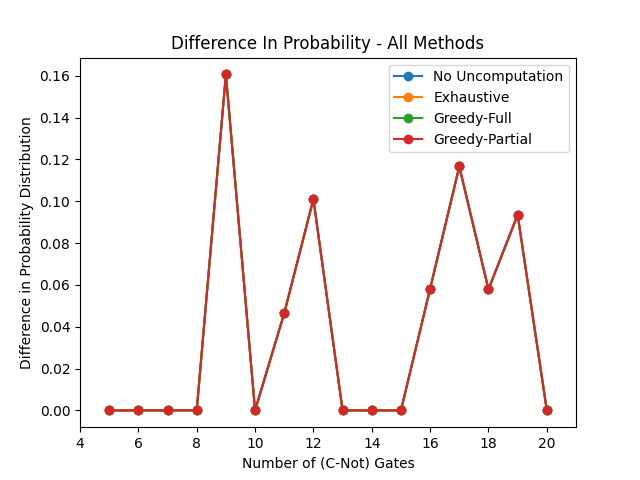 Difference In Probability - All Methods
No Uncomputation
Exhaustive
Greedy-Full
Greedy-Partial
Difference in Probability Distribution
0.16
0.14
0.12
0.10
0.08
0.06
0.04
0.02
0.00
4 6 8 10 12 14 16 18 20
Number of (C-Not) Gates